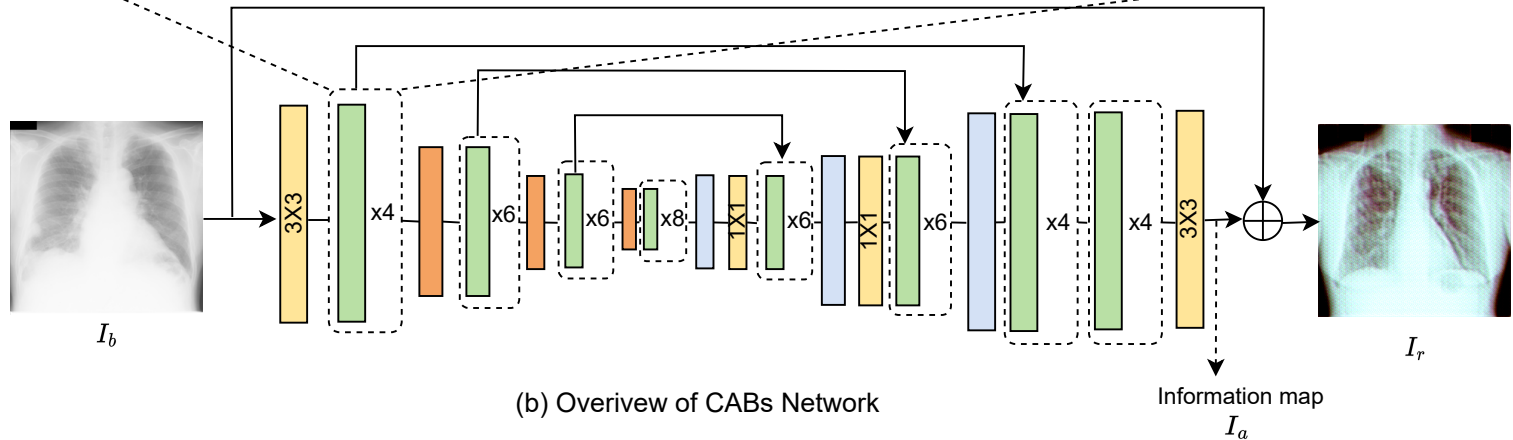 3X3
x4
x6
x6
x8
1X1
x6
1X1
x6
x4
x4
3X3
I_b
I_r
Information map
I_a
(b) Overivew of CABs Network